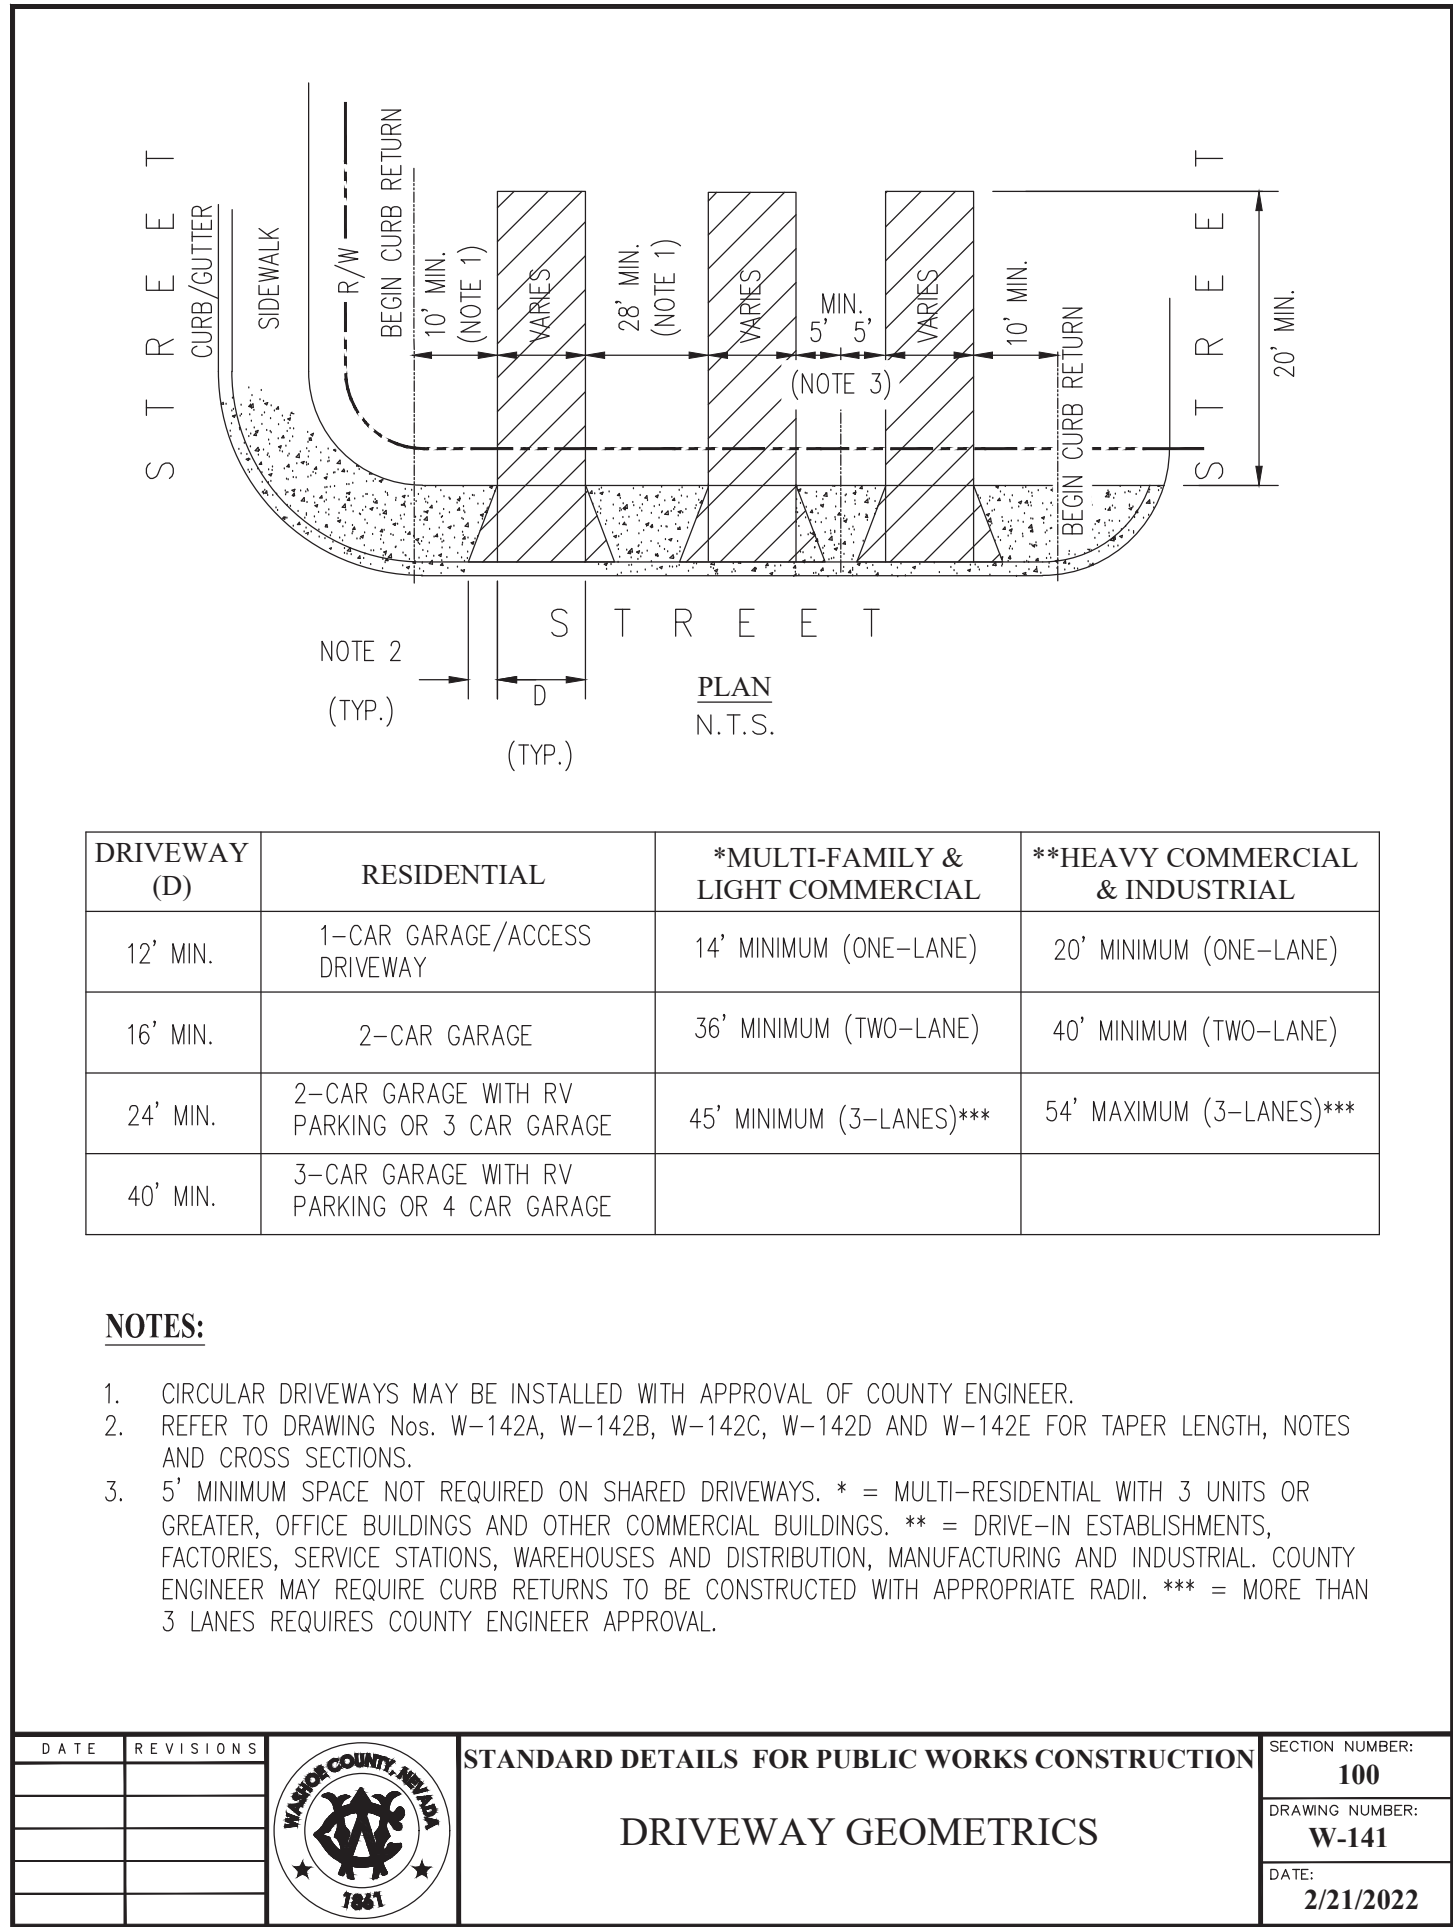 STREET
CURB/GUTTER
SIDEWALK
R/W
BEGIN CURB RETURN
10' MIN.
(NOTE 1)
VARIES
28' MIN.
(NOTE 1)
VARIES
MIN.
5' 5'
(NOTE 3)
VARIES
10' MIN.
BEGIN CURB RETURN
STREET
20' MIN.
STREET
NOTE 2
(TYP.)
D
(TYP.)
PLAN
N.T.S.
DRIVEWAY
(D)
RESIDENTIAL
*MULTI-FAMILY &
LIGHT COMMERCIAL
**HEAVY COMMERCIAL
& INDUSTRIAL
12' MIN.
1-CAR GARAGE/ACCESS
DRIVEWAY
14' MINIMUM (ONE-LANE)
20' MINIMUM (ONE-LANE)
16' MIN.
2-CAR GARAGE
36' MINIMUM (TWO-LANE)
40' MINIMUM (TWO-LANE)
24' MIN.
2-CAR GARAGE WITH RV
PARKING OR 3 CAR GARAGE
45' MINIMUM (3-LANES)***
54' MAXIMUM (3-LANES)***
40' MIN.
3-CAR GARAGE WITH RV
PARKING OR 4 CAR GARAGE
NOTES:
1. CIRCULAR DRIVEWAYS MAY BE INSTALLED WITH APPROVAL OF COUNTY ENGINEER.
2. REFER TO DRAWING Nos. W-142A, W-142B, W-142C, W-142D AND W-142E FOR TAPER LENGTH, NOTES
AND CROSS SECTIONS.
3. 5' MINIMUM SPACE NOT REQUIRED ON SHARED DRIVEWAYS. * = MULTI-RESIDENTIAL WITH 3 UNITS OR
GREATER, OFFICE BUILDINGS AND OTHER COMMERCIAL BUILDINGS. ** = DRIVE-IN ESTABLISHMENTS,
FACTORIES, SERVICE STATIONS, WAREHOUSES AND DISTRIBUTION, MANUFACTURING AND INDUSTRIAL. COUNTY
ENGINEER MAY REQUIRE CURB RETURNS TO BE CONSTRUCTED WITH APPROPRIATE RADII. *** = MORE THAN
3 LANES REQUIRES COUNTY ENGINEER APPROVAL.
DATE REVISIONS
WASHOE COUNTY, NEVADA
1861
STANDARD DETAILS FOR PUBLIC WORKS CONSTRUCTION
DRIVEWAY GEOMETRICS
SECTION NUMBER:
100
DRAWING NUMBER:
W-141
DATE:
2/21/2022